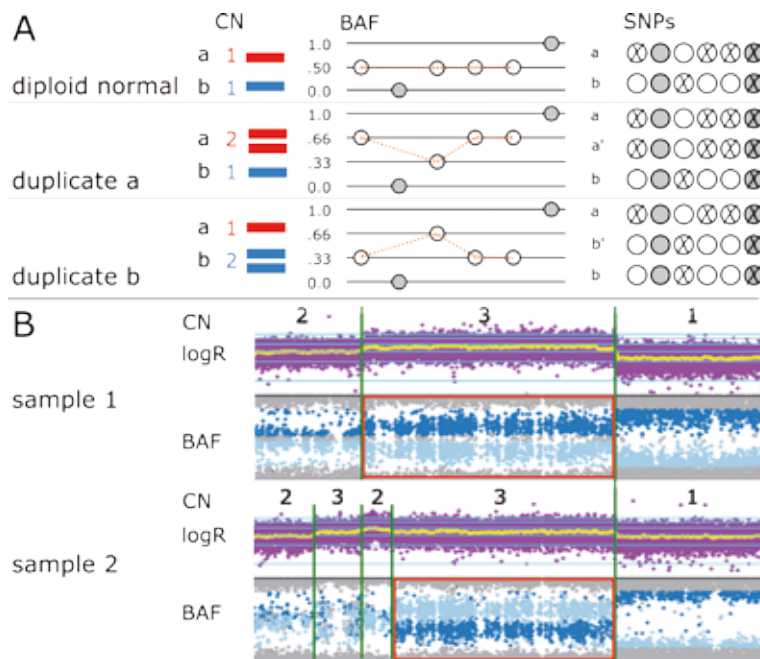 A CN BAF SNPs
a 1 1.0 a
.50
b 1 0.0 b
diploid normal
1.0 a
a 2 .66 a'
.33
b 1 0.0 b
duplicate a
1.0 a
a 1 .66 b'
b 2 .33
0.0 b
duplicate b
B CN 2 3 1
logR
sample 1
BAF
CN 2 3 2 3 1
logR
sample 2
BAF